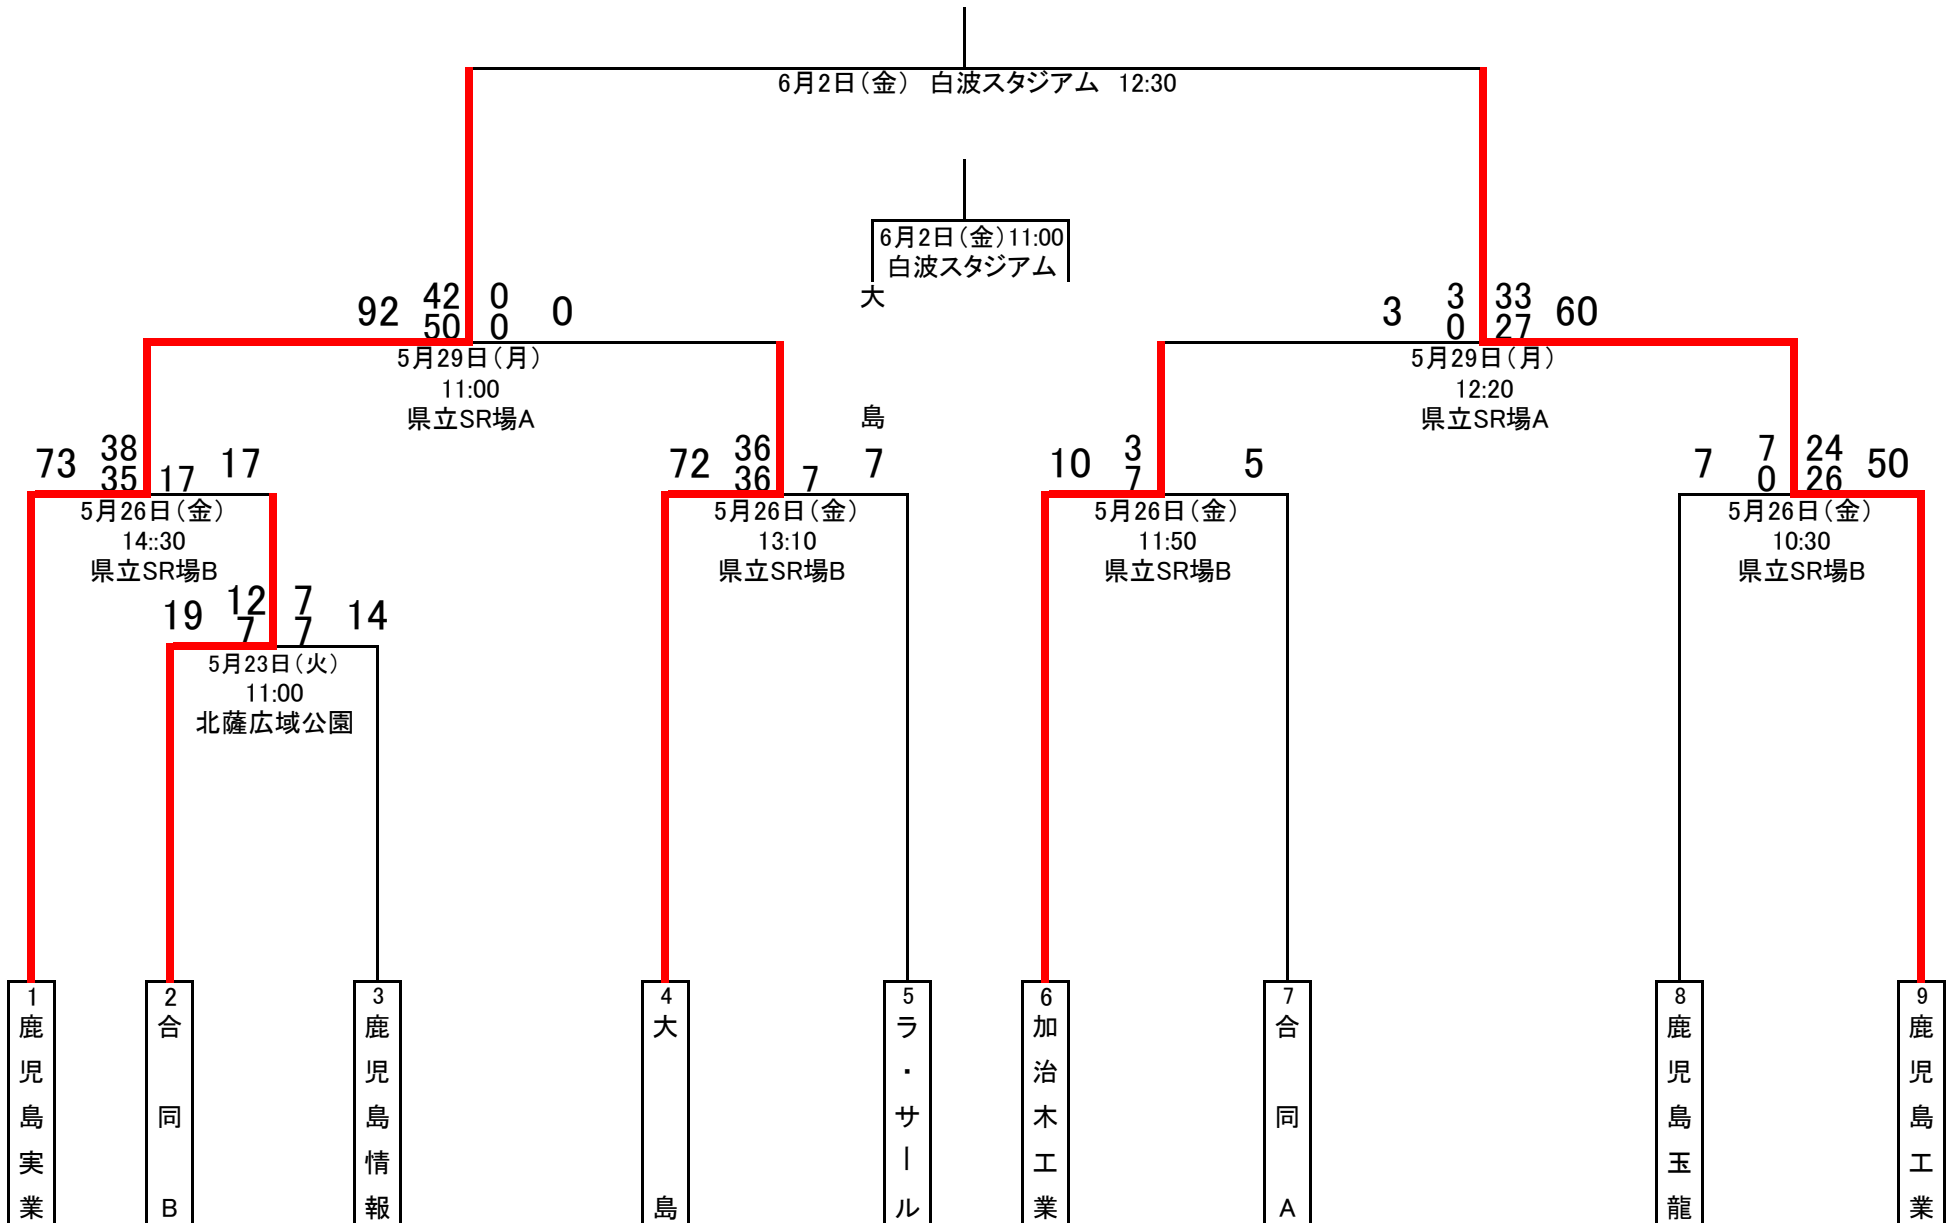 6月2日（金） 白波スタジアム 12:30
6月2日（金）11:00
白波スタジアム
大島
92 42 0 0
50 0
5月29日（月）
11:00
県立SR場A
3 3 33 60
0 27
5月29日（月）
12:20
県立SR場A
73 38 17
35 17
5月26日（金）
14::30
県立SR場B
72 36 7
36 7
5月26日（金）
13:10
県立SR場B
10 3 5
7
5月26日（金）
11:50
県立SR場B
7 7 24 50
0 26
5月26日（金）
10:30
県立SR場B
19 12 7 14
7 7
5月23日（火）
11:00
北薩広域公園
1
鹿児島実業
2
合同B
3
鹿児島情報
4
大島
5
ラ・サール
6
加治木工業
7
合同A
8
鹿児島玉龍
9
鹿児島工業